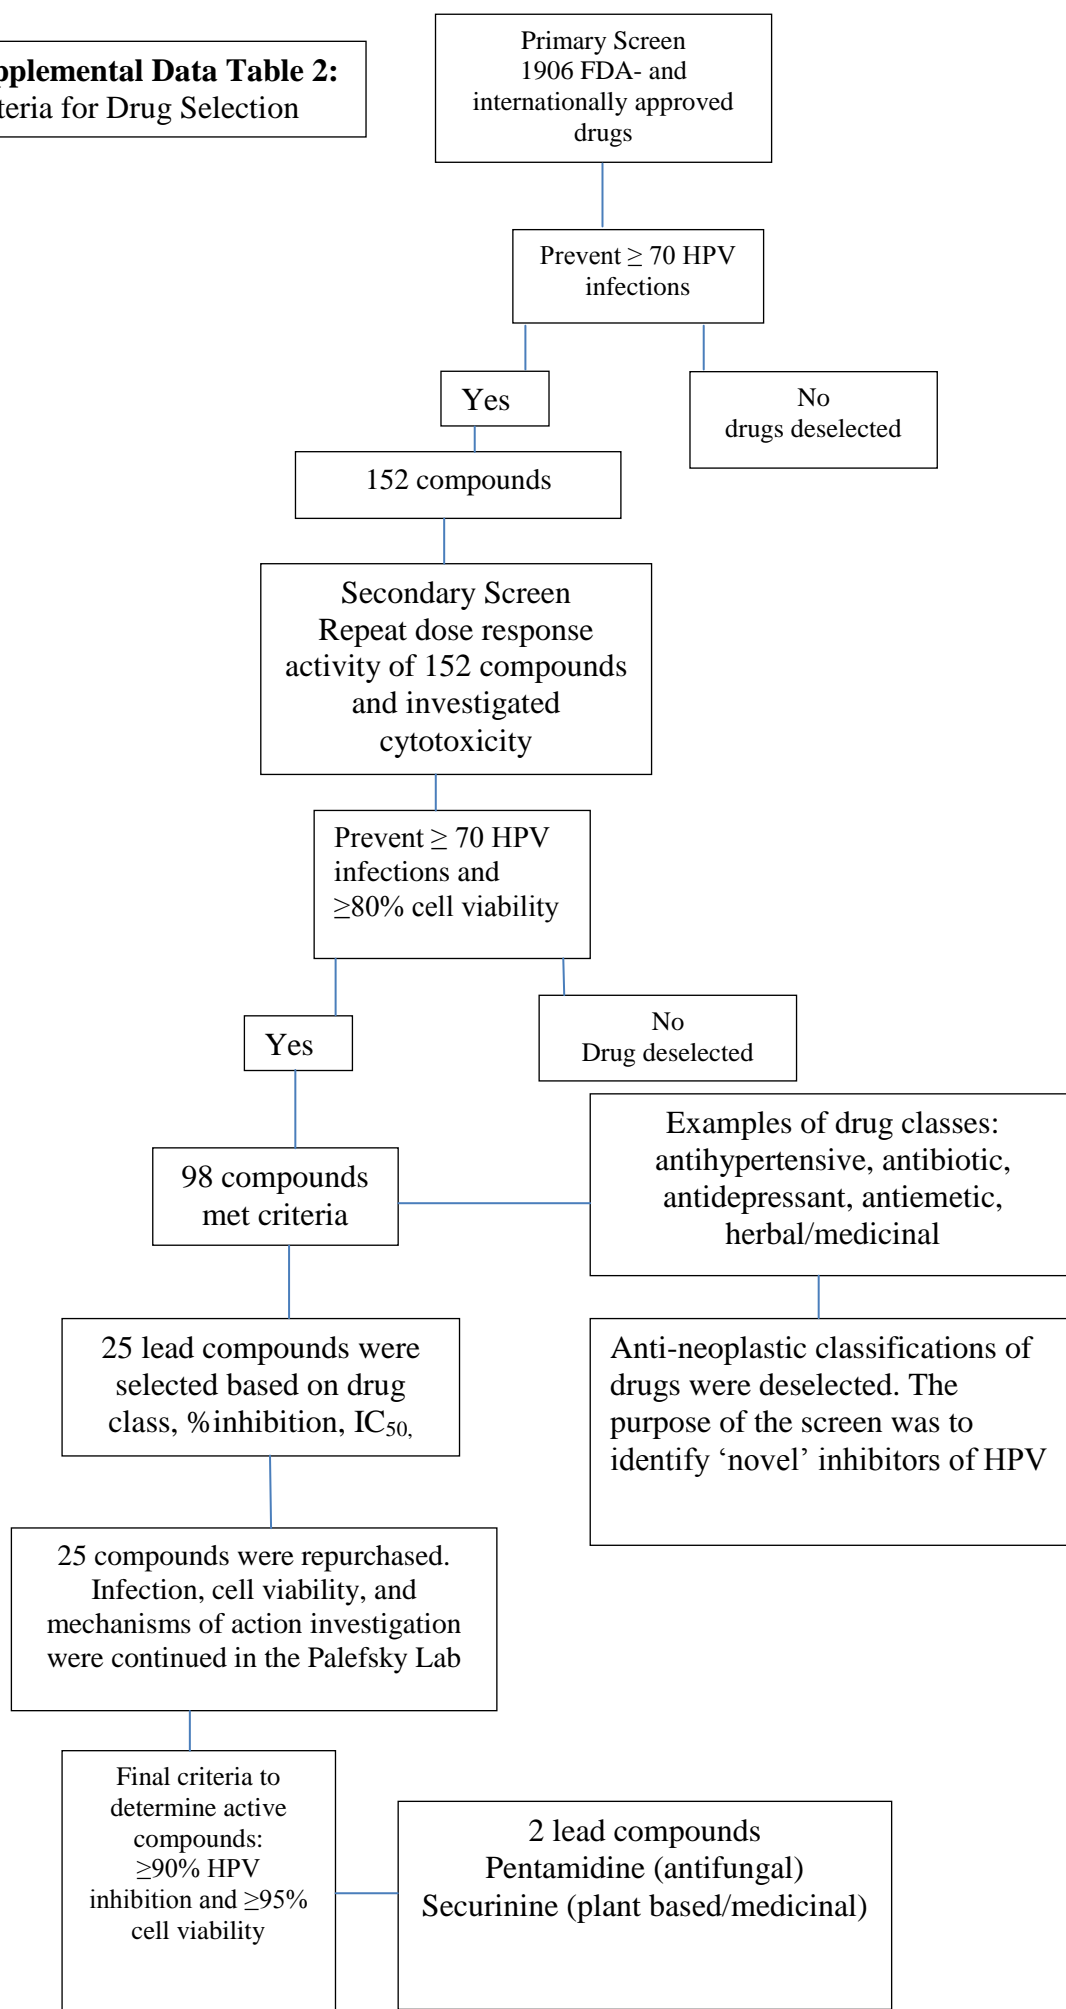 pplemental Data Table 2:
teria for Drug Selection
Primary Screen
1906 FDA- and
internationally approved
drugs
Prevent ≥ 70 HPV
infections
Yes
No
drugs deselected
152 compounds
Secondary Screen
Repeat dose response
activity of 152 compounds
and investigated
cytotoxicity
Prevent ≥ 70 HPV
infections and
≥80% cell viability
Yes
No
Drug deselected
98 compounds
met criteria
Examples of drug classes:
antihypertensive, antibiotic,
antidepressant, antiemetic,
herbal/medicinal
25 lead compounds were
selected based on drug
class, %inhibition, IC50,
Anti-neoplastic classifications of
drugs were deselected. The
purpose of the screen was to
identify ‘novel’ inhibitors of HPV
25 compounds were repurchased.
Infection, cell viability, and
mechanisms of action investigation
were continued in the Palefsky Lab
Final criteria to
determine active
compounds:
≥90% HPV
inhibition and ≥95%
cell viability
2 lead compounds
Pentamidine (antifungal)
Securinine (plant based/medicinal)